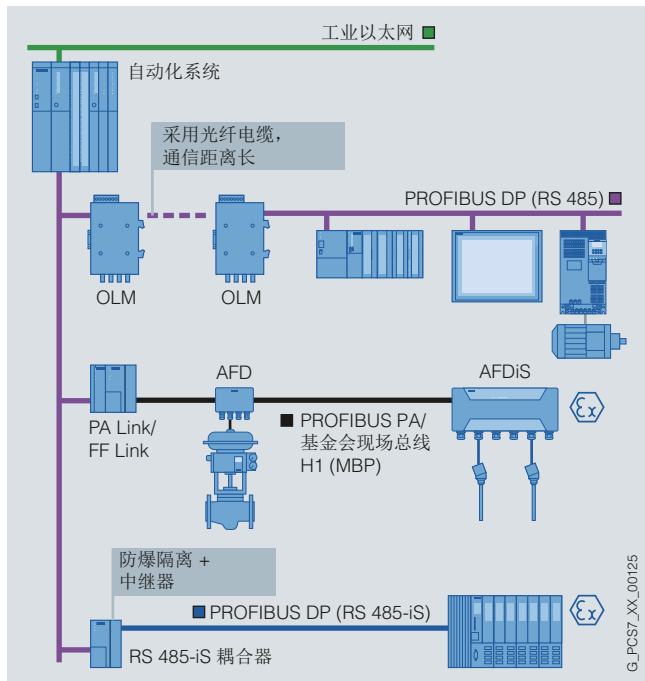 工业以太网
自动化系统
采用光纤电缆，
通信距离长
PROFIBUS DP (RS 485)
OLM
OLM
AFD
AFDiS
PA Link/
FF Link
PROFIBUS PA/
基金会现场总线
H1 (MBP)
Ex
防爆隔离 +
中继器
PROFIBUS DP (RS 485-iS)
Ex
RS 485-iS 耦合器
G_PCS7_XX_00125